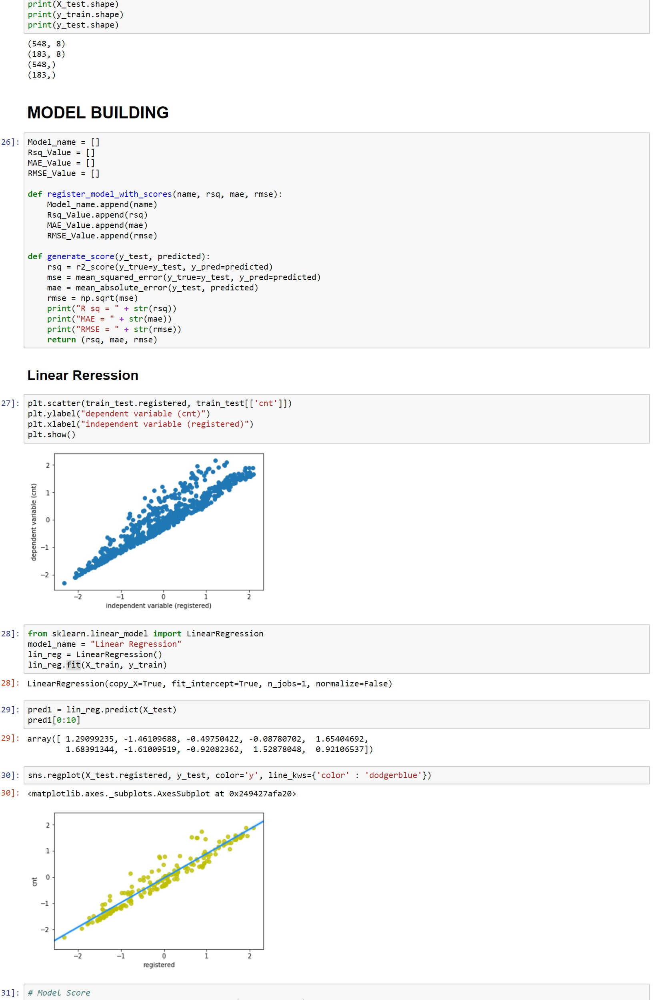 print(X_test.shape)
print(y_train.shape)
print(y_test.shape)
(548, 8)
(183, 8)
(548,)
(183,)
MODEL BUILDING
26]:
Model_name = []
Rsq_Value = []
MAE_Value = []
RMSE_Value = []
def register_model_with_scores(name, rsq, mae, rmse):
    Model_name.append(name)
    Rsq_Value.append(rsq)
    MAE_Value.append(mae)
    RMSE_Value.append(rmse)
def generate_score(y_test, predicted):
    rsq = r2_score(y_true=y_test, y_pred=predicted)
    mse = mean_squared_error(y_true=y_test, y_pred=predicted)
    mae = mean_absolute_error(y_test, predicted)
    rmse = np.sqrt(mse)
    print("R sq = " + str(rsq))
    print("MAE = " + str(mae))
    print("RMSE = " + str(rmse))
    return (rsq, mae, rmse)
Linear Reression
27]:
plt.scatter(train_test.registered, train_test[['cnt']])
plt.ylabel("dependent variable (cnt)")
plt.xlabel("independent variable (registered)")
plt.show()
dependent variable (cnt)
2
1
0
−1
−2
−2 −1 0 1 2
independent variable (registered)
28]:
from sklearn.linear_model import LinearRegression
model_name = "Linear Regression"
lin_reg = LinearRegression()
lin_reg.fit(X_train, y_train)
28]:
LinearRegression(copy_X=True, fit_intercept=True, n_jobs=1, normalize=False)
29]:
pred1 = lin_reg.predict(X_test)
pred1[0:10]
29]:
array([ 1.29099235, -1.46109688, -0.49750422, -0.08780702,  1.65404692,
        1.68391344, -1.61009519, -0.92082362,  1.52878048,  0.92106537])
30]:
sns.regplot(X_test.registered, y_test, color='y', line_kws={'color' : 'dodgerblue'})
30]:
<matplotlib.axes._subplots.AxesSubplot at 0x249427afa20>
cnt
2
1
0
−1
−2
−2 −1 0 1 2
registered
31]:
# Model Score